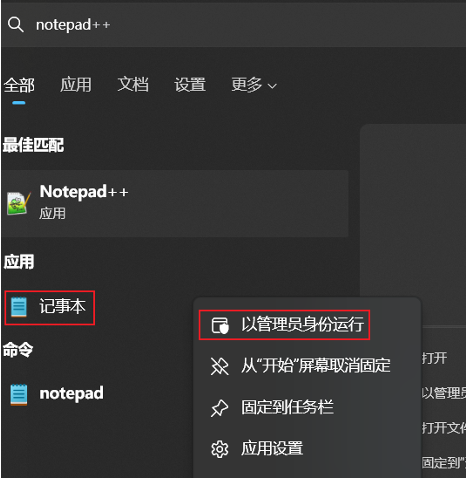 notepad++
全部 应用 文档 设置 更多
最佳匹配
Notepad++
应用
应用
记事本
命令
notepad
以管理员身份运行
从“开始”屏幕取消固定
固定到任务栏
应用设置
打开
以管理员
打开文件
固定到“